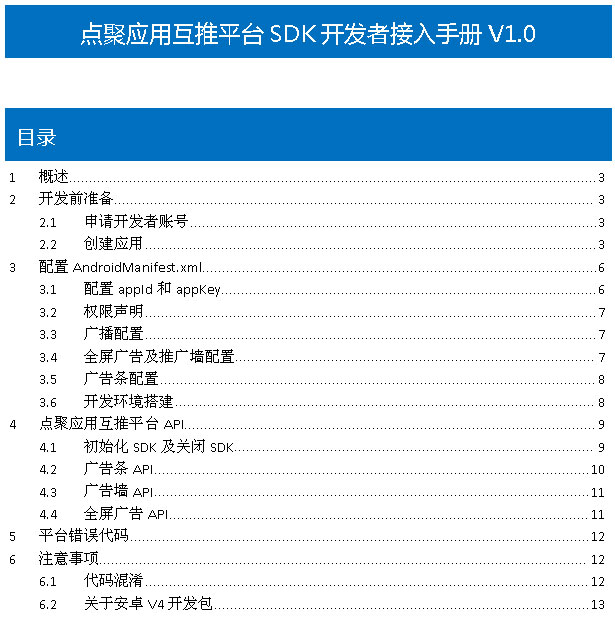 点聚应用互推平台 SDK 开发者接入手册 V1.0
目录
1 概述 3
2 开发前准备 3
2.1 申请开发者账号 3
2.2 创建应用 3
3 配置 AndroidManifest.xml 6
3.1 配置 appId 和 appKey 6
3.2 权限声明 7
3.3 广播配置 7
3.4 全屏广告及推广墙配置 7
3.5 广告条配置 8
3.6 开发环境搭建 8
4 点聚应用互推平台 API 9
4.1 初始化 SDK 及关闭 SDK 9
4.2 广告条 API 10
4.3 广告墙 API 11
4.4 全屏广告 API 11
5 平台错误代码 12
6 注意事项 12
6.1 代码混淆 12
6.2 关于安卓 V4 开发包 13